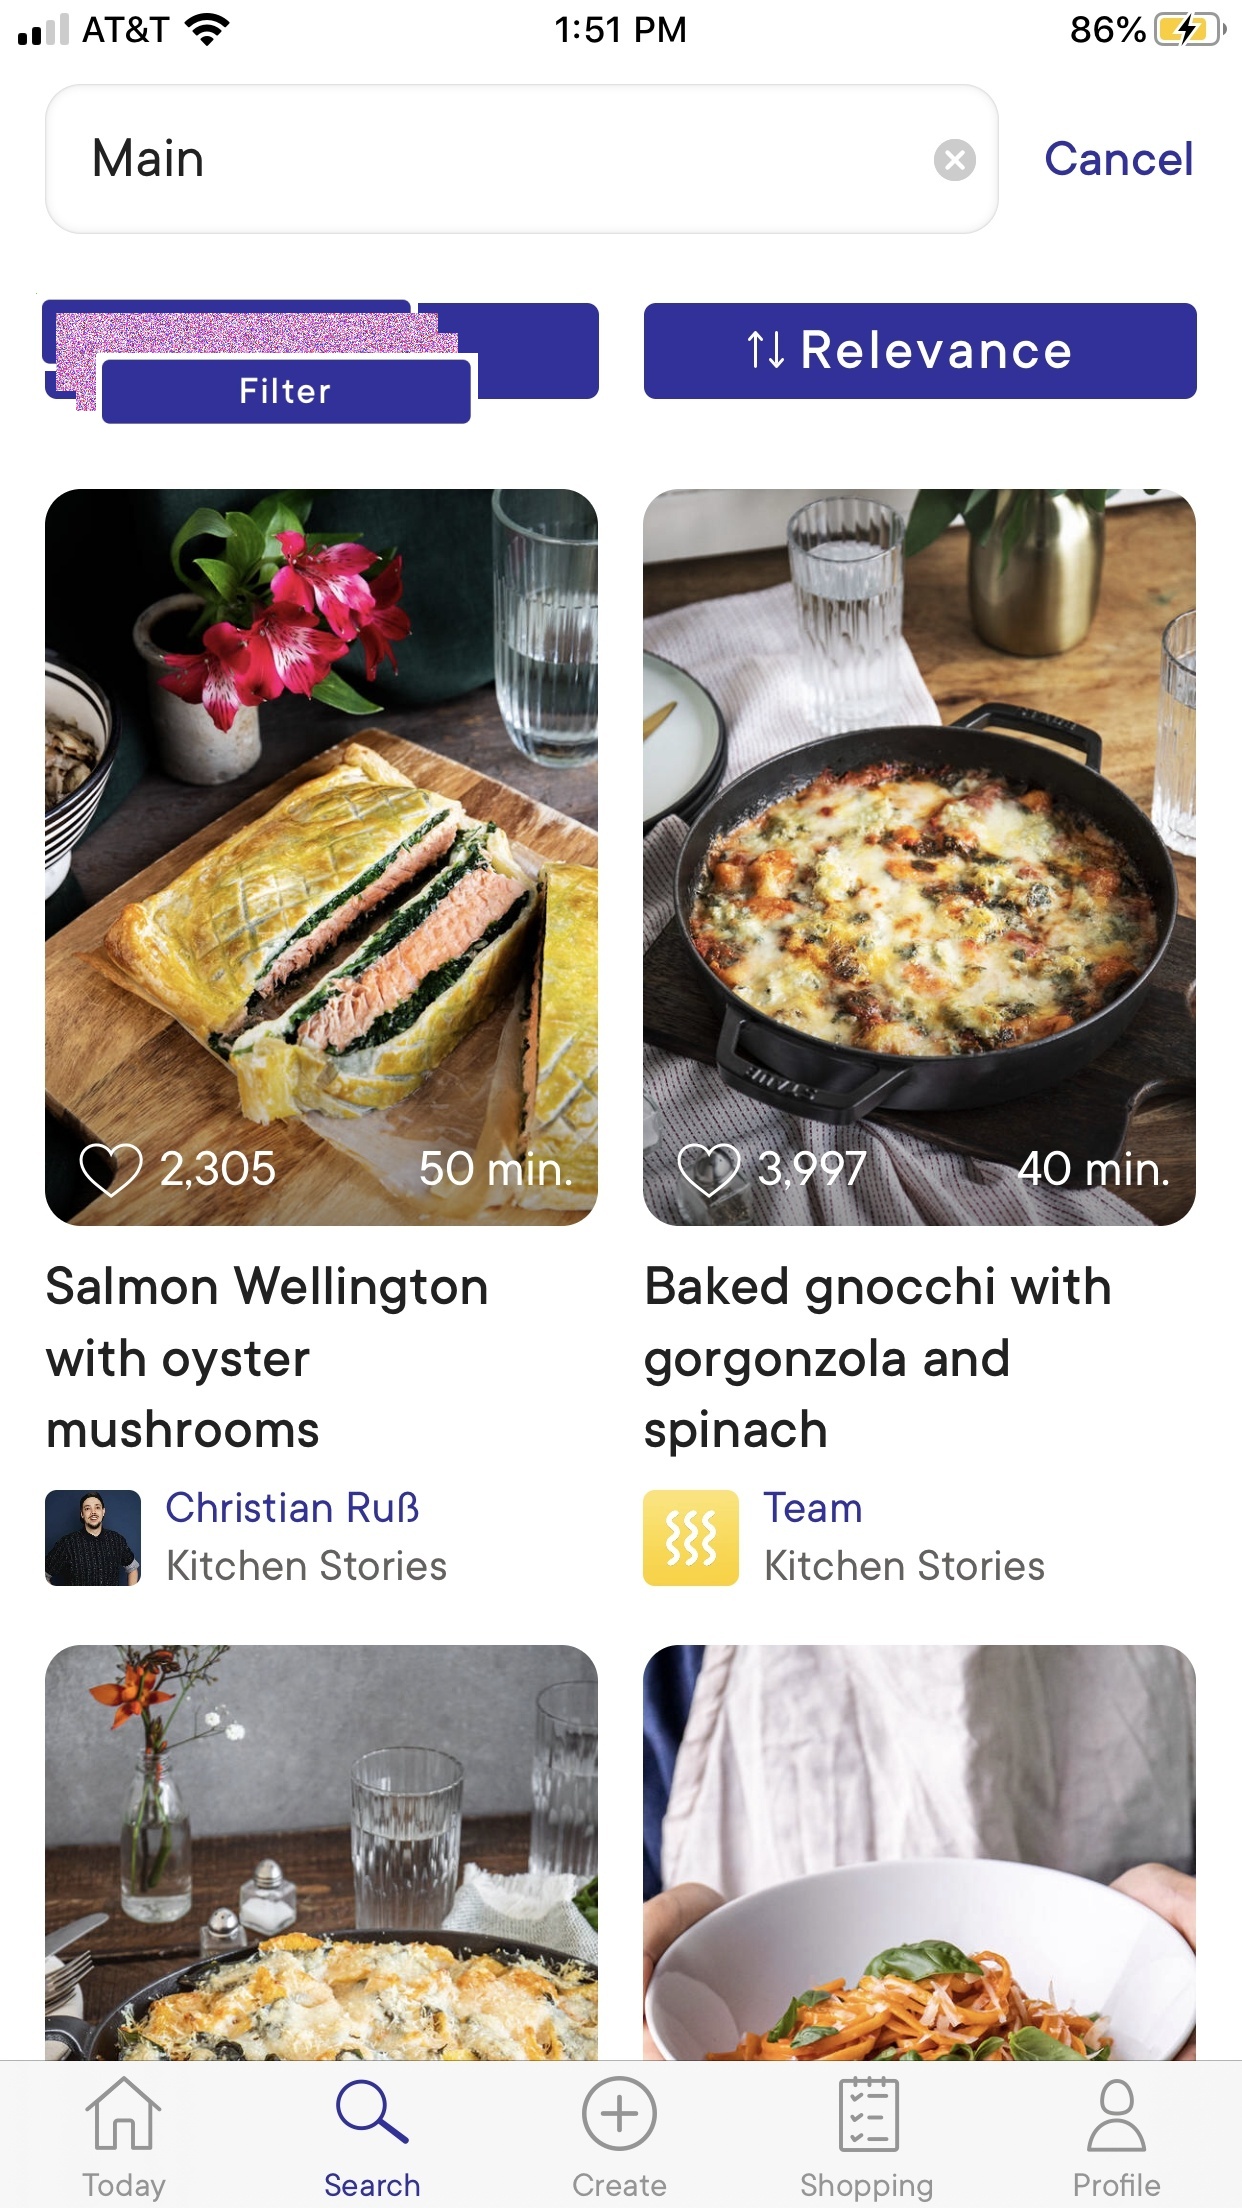 AT&T 1:51 PM 86%
Main
Cancel
Filter
Relevance
2,305 50 min.
3,997 40 min.
Salmon Wellington
with oyster
mushrooms
Christian Ruß
Kitchen Stories
Baked gnocchi with
gorgonzola and
spinach
Team
Kitchen Stories
Today
Search
Create
Shopping
Profile